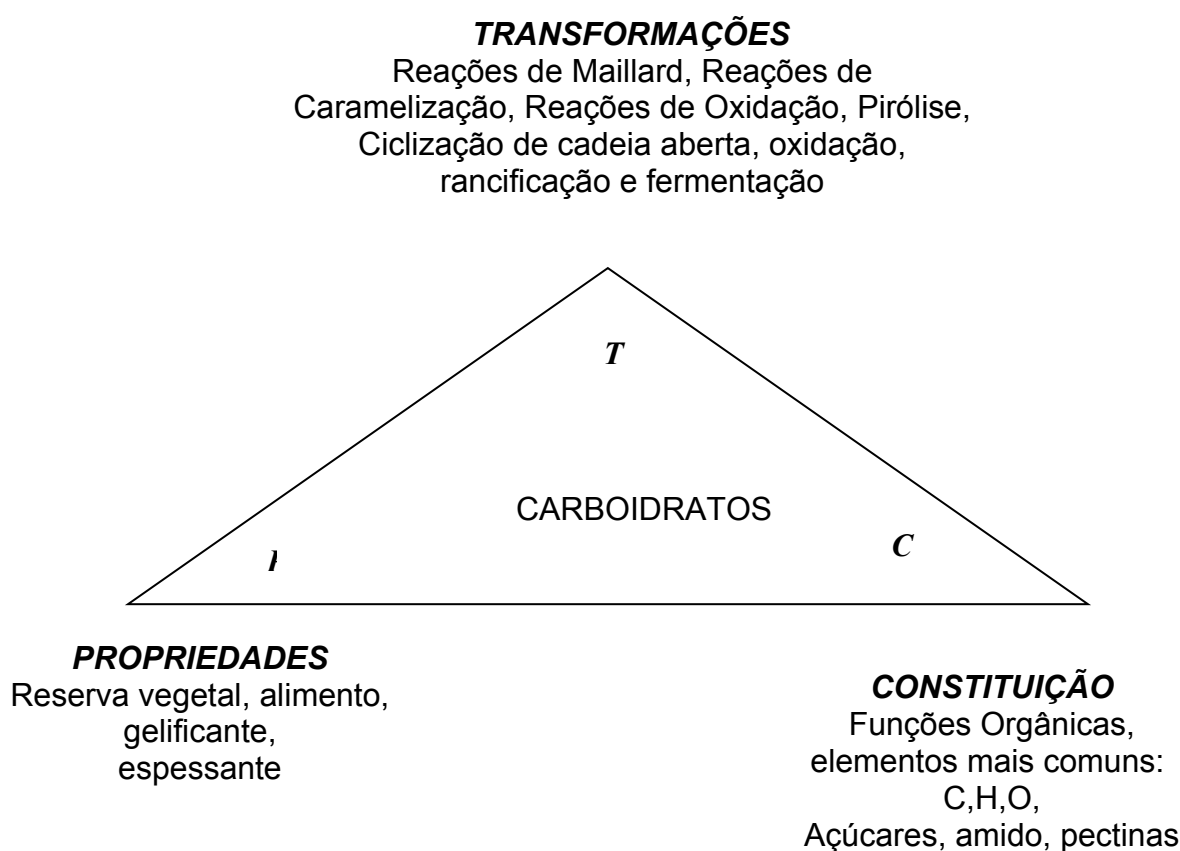 TRANSFORMAÇÕES
Reações de Maillard, Reações de
Caramelização, Reações de Oxidação, Pirólise,
Ciclização de cadeia aberta, oxidação,
rancificação e fermentação
T
CARBOIDRATOS
C
PROPRIEDADES
Reserva vegetal, alimento,
gelificante,
espessante
CONSTITUIÇÃO
Funções Orgânicas,
elementos mais comuns:
C,H,O,
Açúcares, amido, pectinas